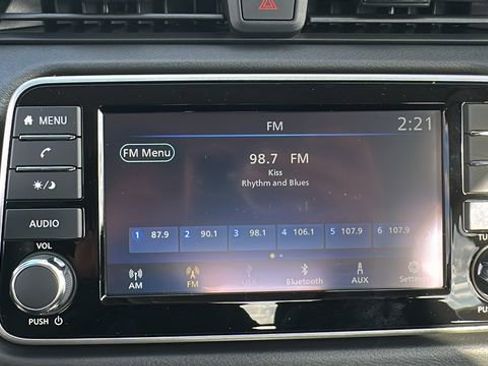 FM 2:21
MENU
FM Menu
98.7 FM
Kiss
Rhythm and Blues
AUDIO
1 87.9 2 90.1 3 98.1 4 106.1 5 107.9 6 107.9
VOL
AM FM Bluetooth AUX Settings
PUSH